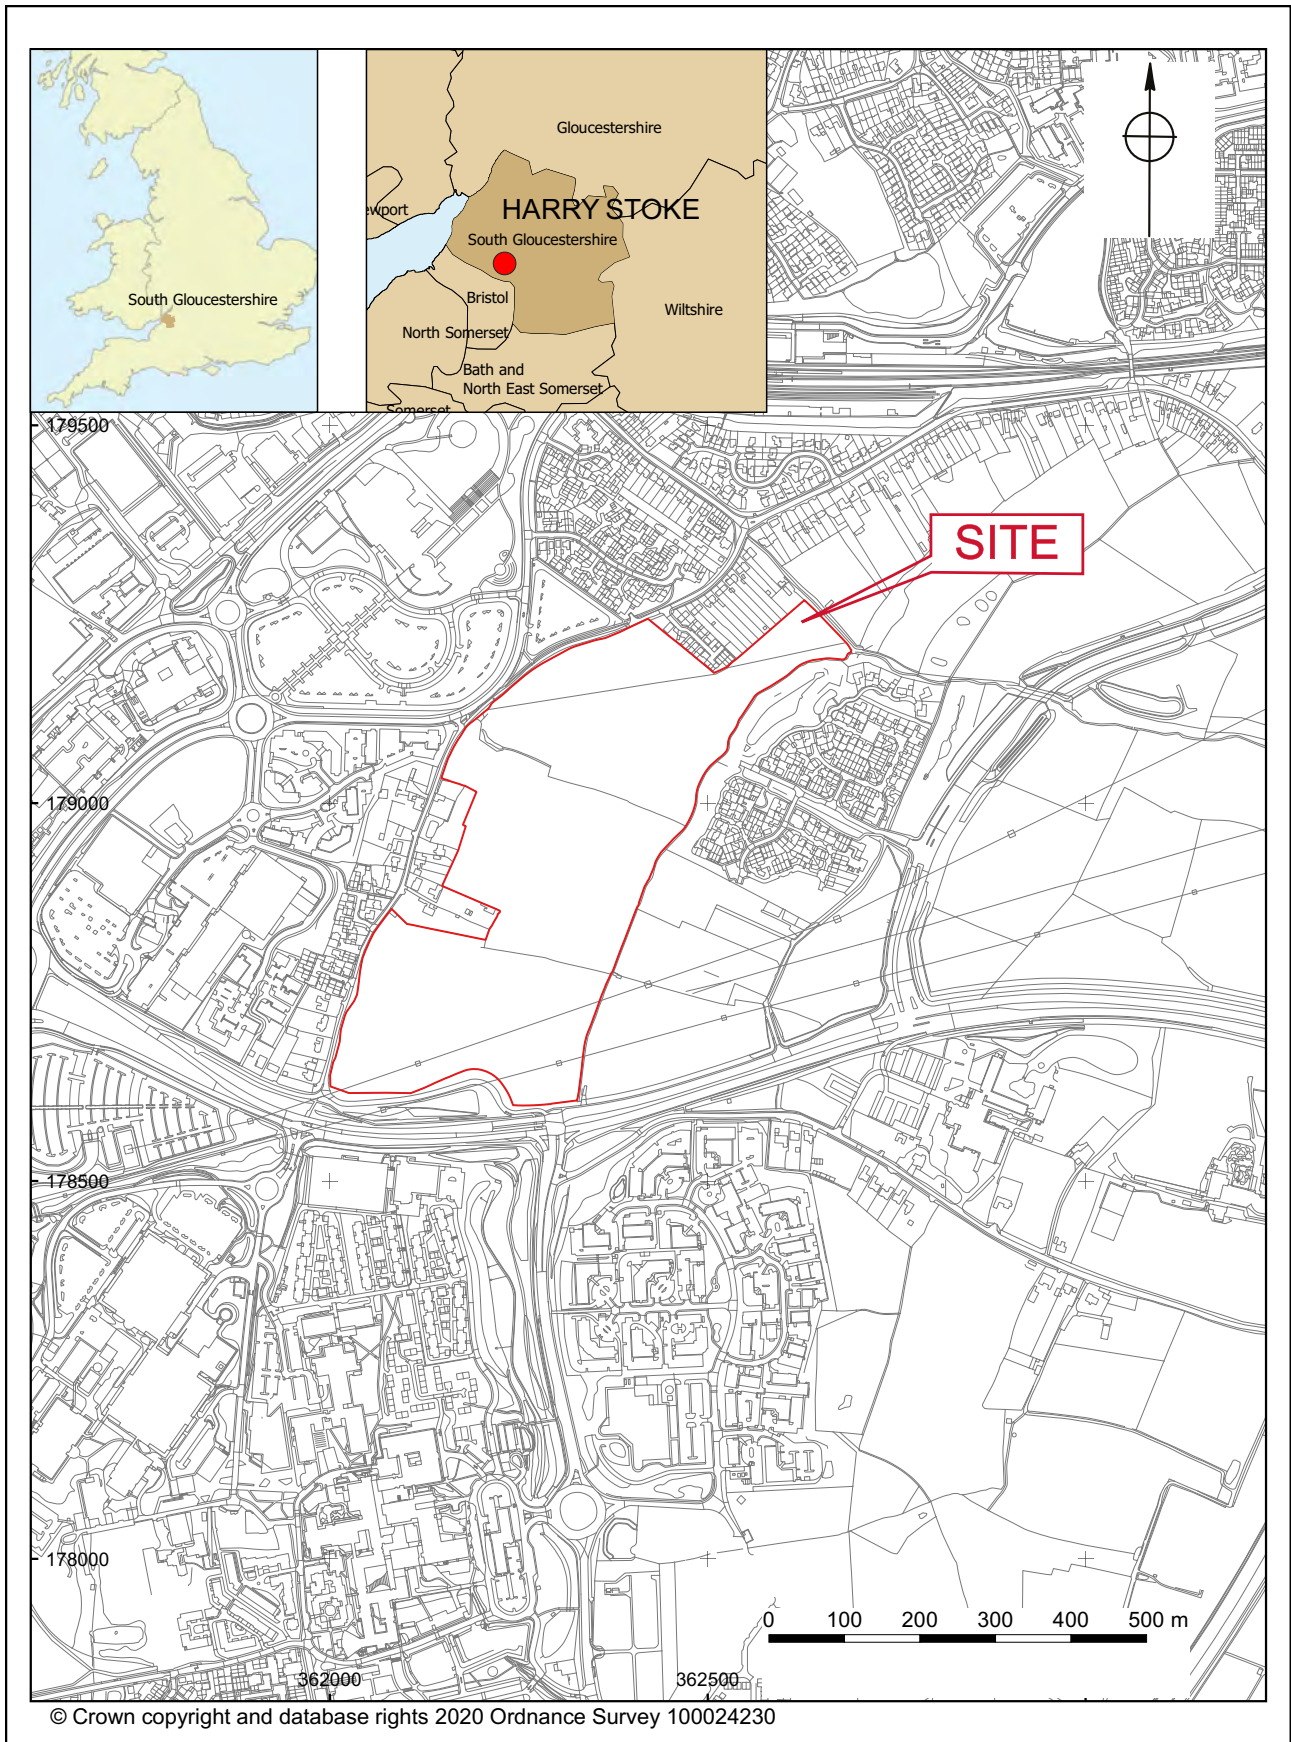 South Gloucestershire
Gloucestershire
ewport
HARRY STOKE
South Gloucestershire
Bristol
Wiltshire
North Somerset
Bath and
North East Somerset
Somerset
179500
SITE
179000
178500
178000
0 100 200 300 400 500 m
362000 362500
© Crown copyright and database rights 2020 Ordnance Survey 100024230